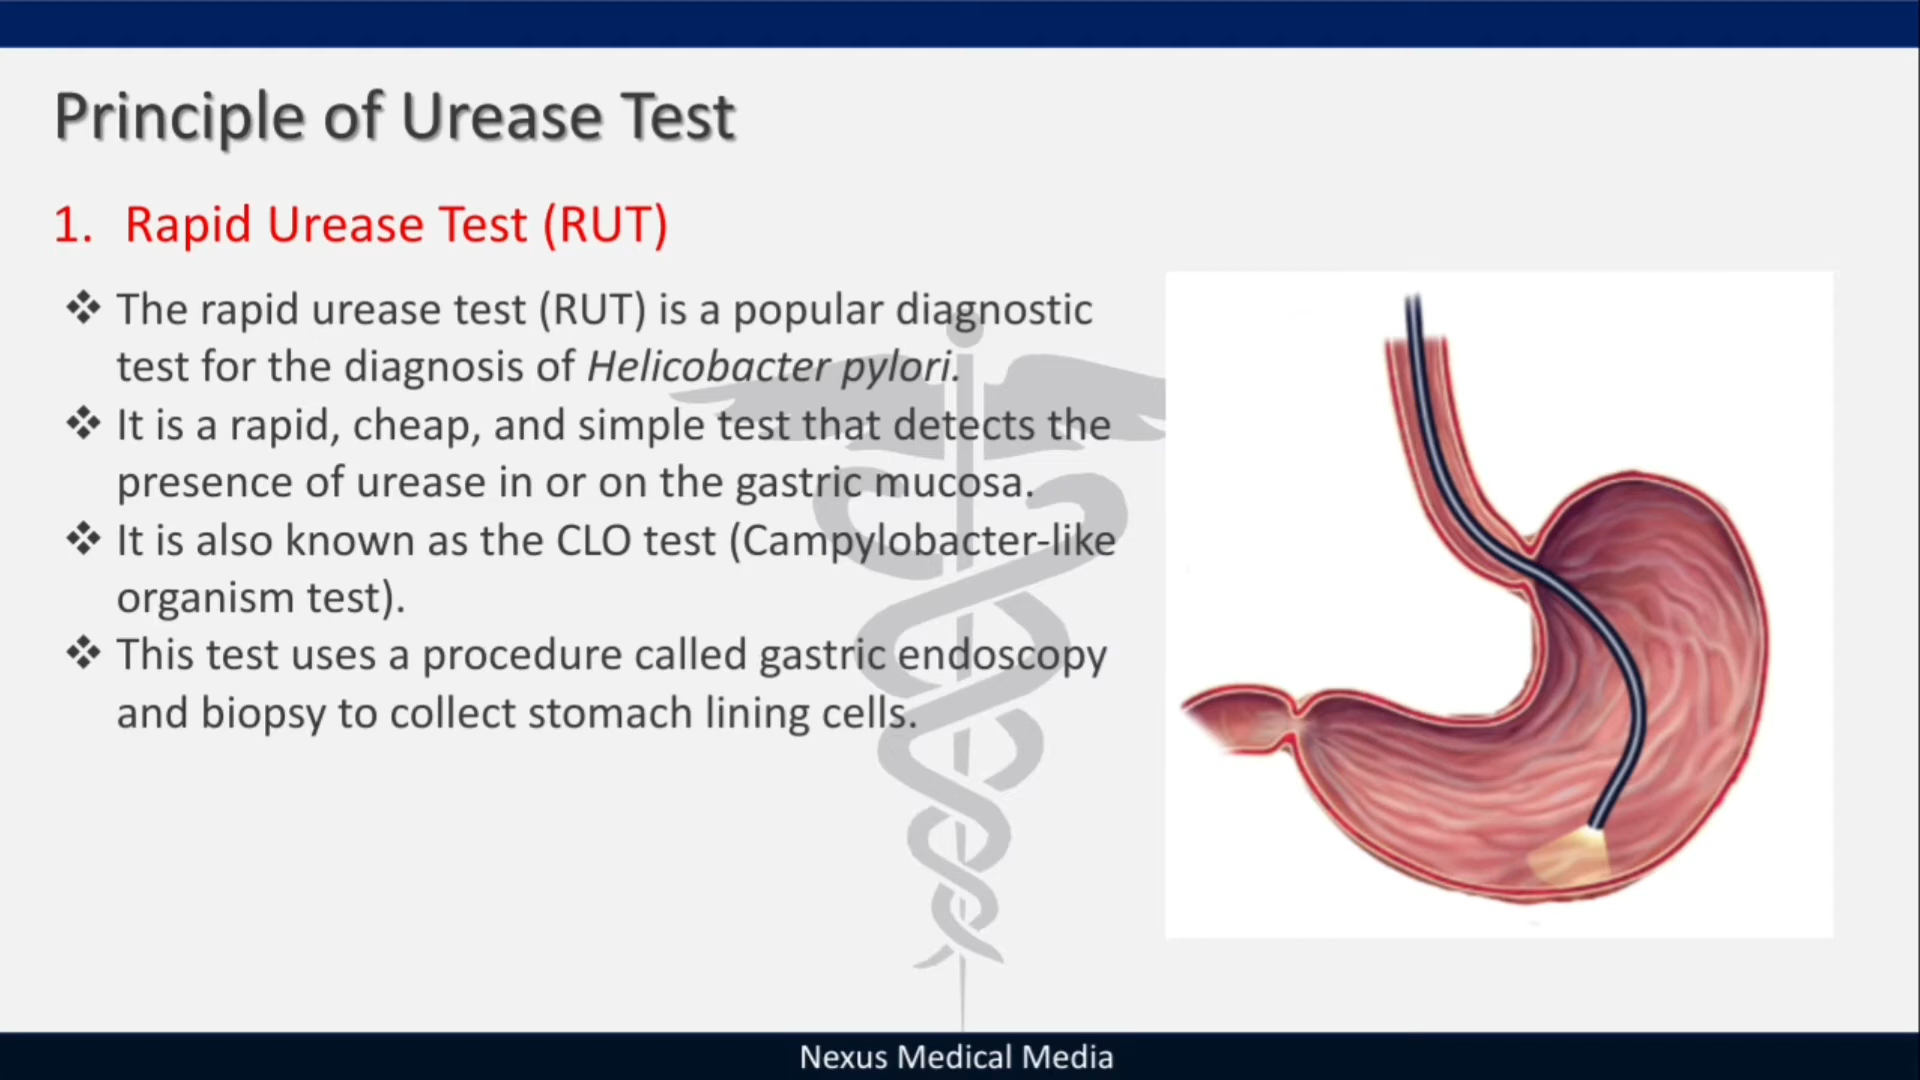 Principle of Urease Test
1. Rapid Urease Test (RUT)
❖ The rapid urease test (RUT) is a popular diagnostic
test for the diagnosis of Helicobacter pylori.
❖ It is a rapid, cheap, and simple test that detects the
presence of urease in or on the gastric mucosa.
❖ It is also known as the CLO test (Campylobacter-like
organism test).
❖ This test uses a procedure called gastric endoscopy
and biopsy to collect stomach lining cells.
Nexus Medical Media